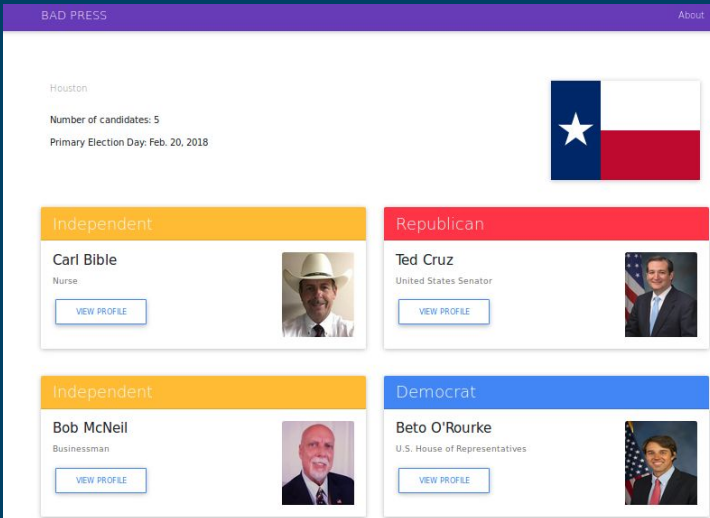 BAD PRESS
About
Houston
Number of candidates: 5
Primary Election Day: Feb. 20, 2018
Independent
Carl Bible
Nurse
VIEW PROFILE
Republican
Ted Cruz
United States Senator
VIEW PROFILE
Independent
Bob McNeil
Businessman
VIEW PROFILE
Democrat
Beto O'Rourke
U.S. House of Representatives
VIEW PROFILE